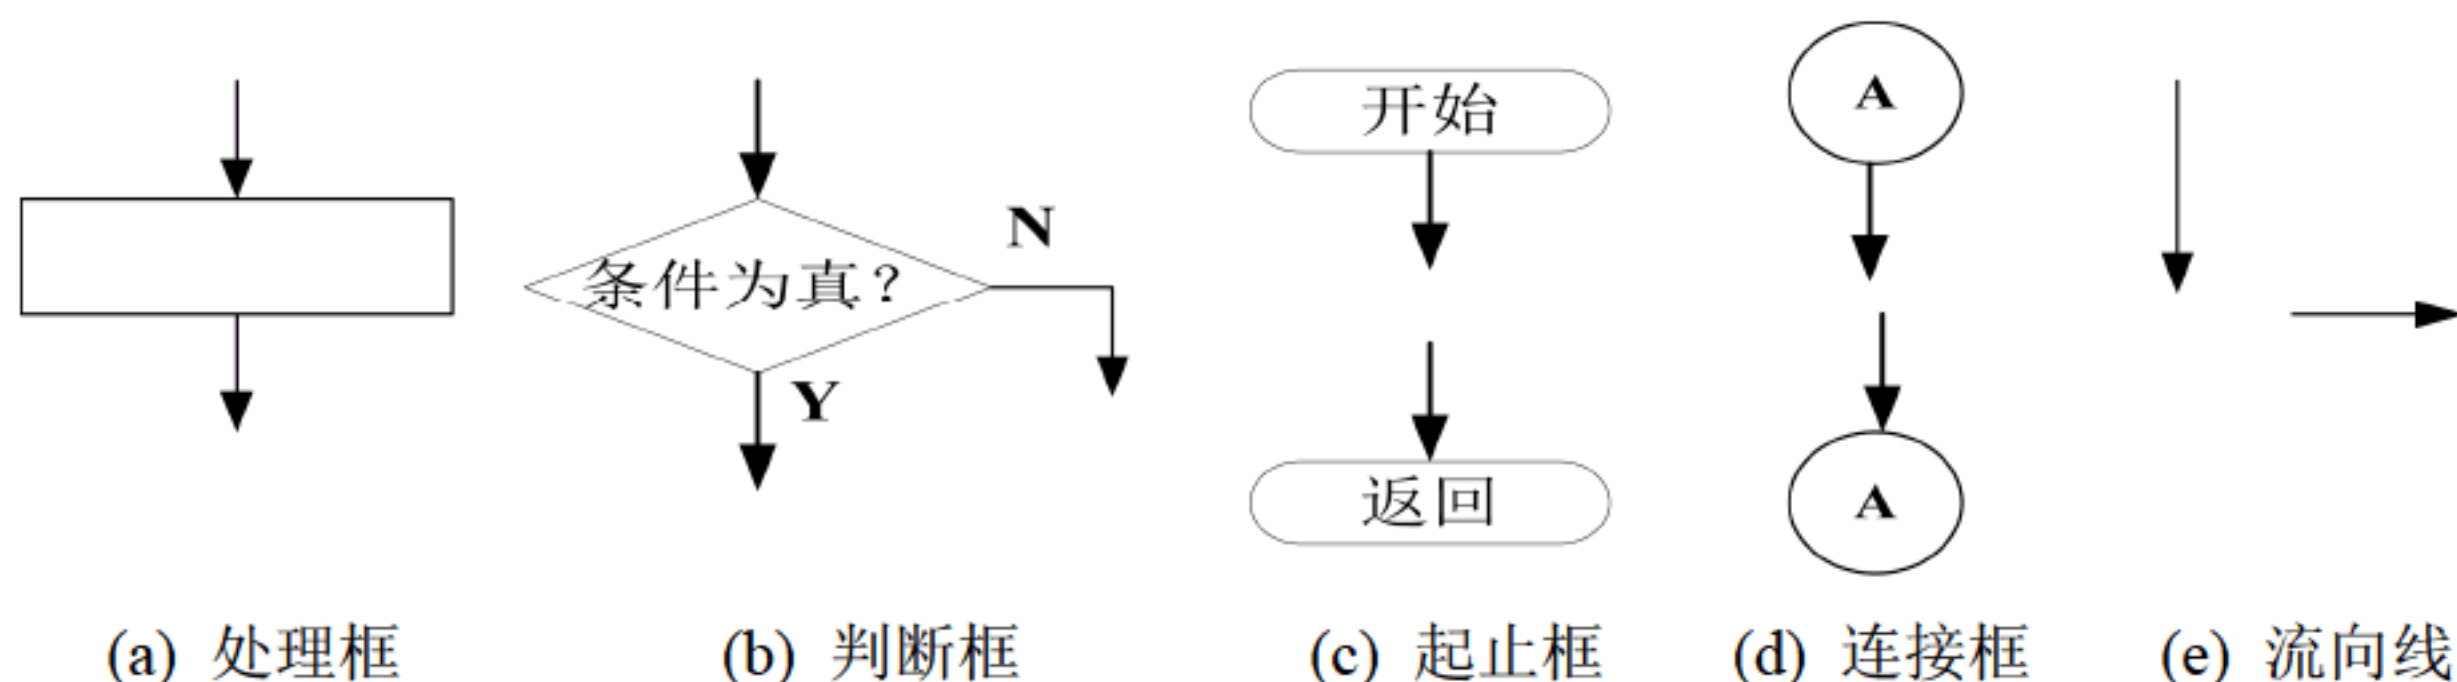 条件为真?
N
Y
开始
返回
A
A
(a) 处理框
(b) 判断框
(c) 起止框
(d) 连接框
(e) 流向线